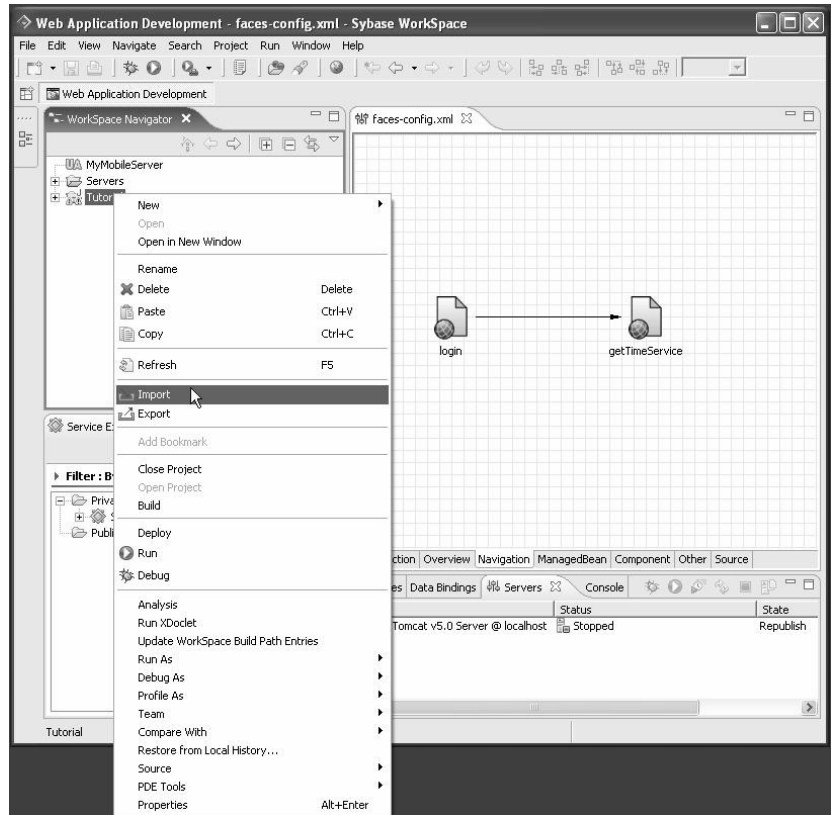 Web Application Development - faces-config.xml - Sybase WorkSpace
File Edit View Navigate Search Project Run Window Help
Web Application Development
WorkSpace Navigator
faces-config.xml
MyMobileServer
Servers
Tutor
New
Open
Open in New Window
Rename
Delete Delete
Paste Ctrl+V
Copy Ctrl+C
Refresh F5
Import
Export
Add Bookmark
Close Project
Open Project
Build
Deploy
Run
Debug
Analysis
Run XDoclet
Update WorkSpace Build Path Entries
Run As
Debug As
Profile As
Team
Compare With
Restore from Local History...
Source
PDE Tools
Properties Alt+Enter
login
getTimeService
Service E
Filter : B
Priva
S
Publi
ction Overview Navigation ManagedBean Component Other Source
es Data Bindings Servers Console
Status State
Tomcat v5.0 Server @ localhost Stopped Republish
Tutorial